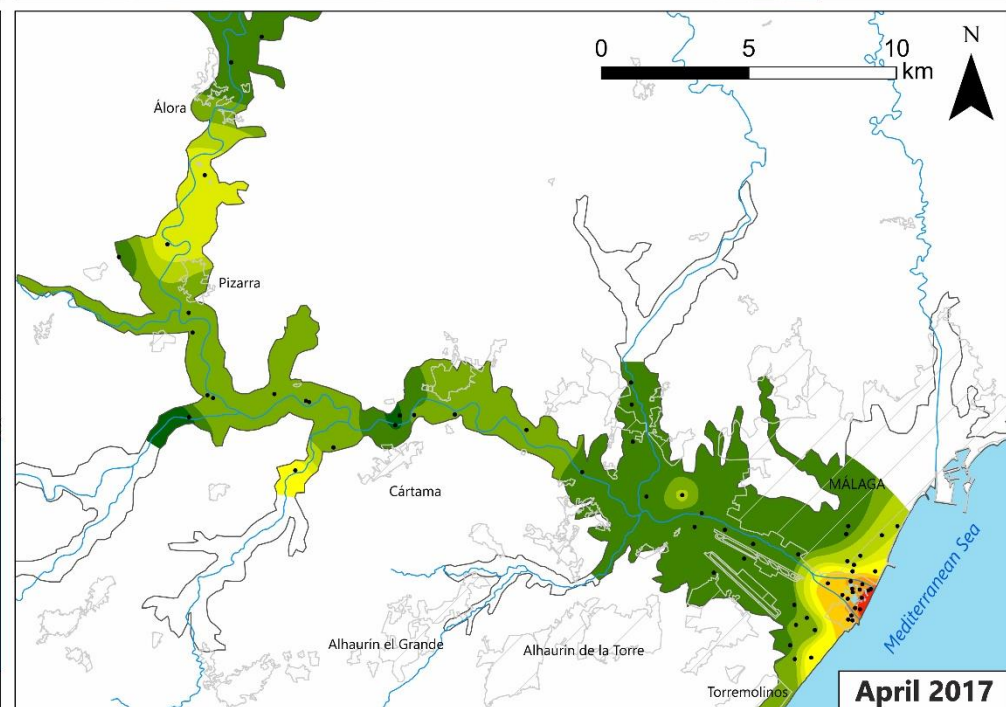 0 5 10
km
N
Álora
Pizarra
Cártama
MÁLAGA
Mediterranean Sea
Alhaurín el Grande
Alhaurín de la Torre
Torremolinos
April 2017